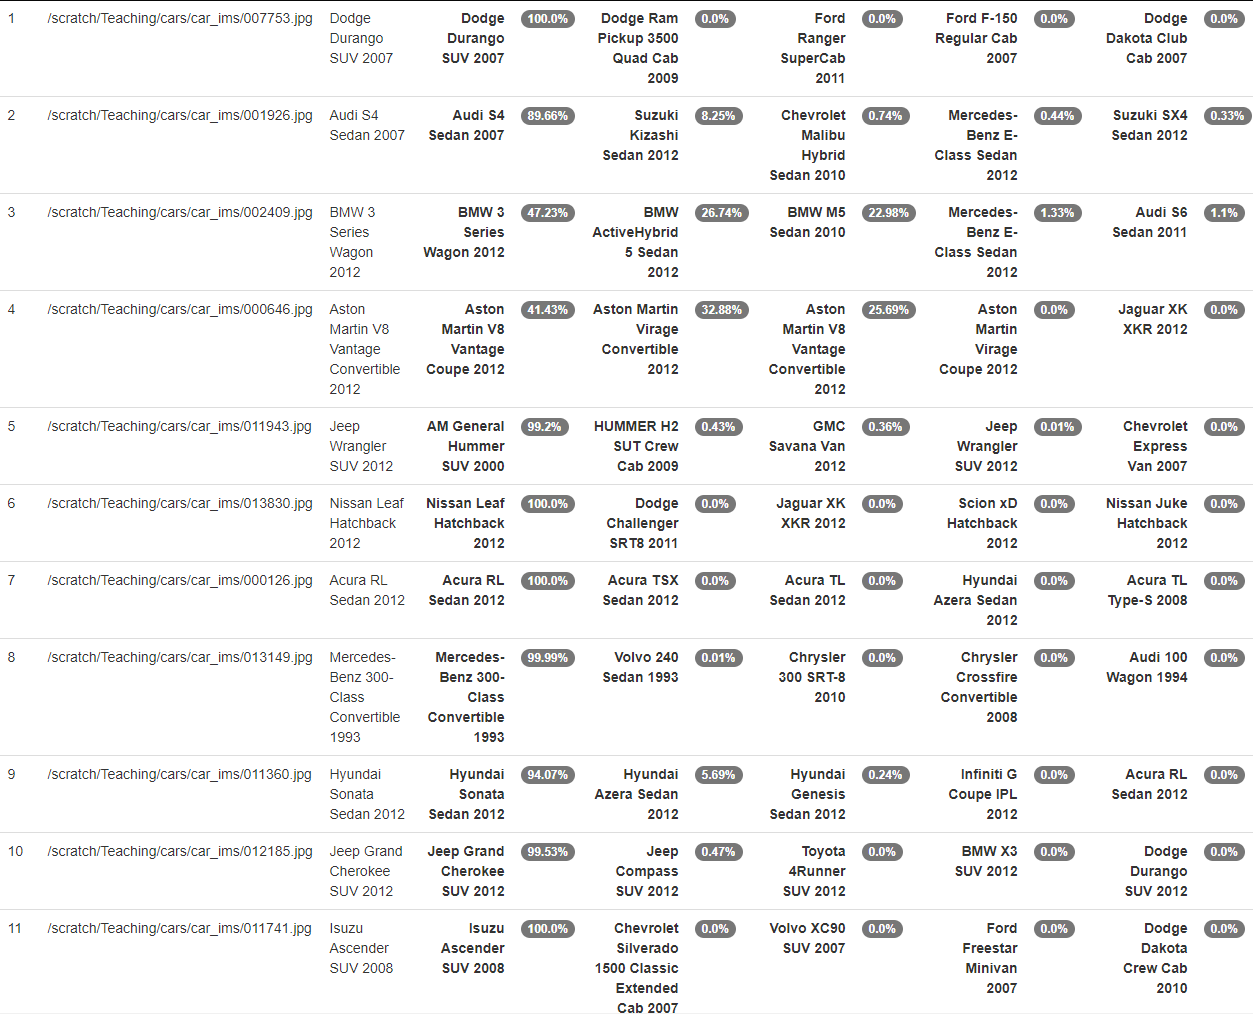 1 /scratch/Teaching/cars/car_ims/007753.jpg Dodge Durango SUV 2007 Dodge Durango SUV 2007 100.0% Dodge Ram Pickup 3500 Quad Cab 2009 0.0% Ford Ranger SuperCab 2011 0.0% Ford F-150 Regular Cab 2007 0.0% Dodge Dakota Club Cab 2007 0.0%
2 /scratch/Teaching/cars/car_ims/001926.jpg Audi S4 Sedan 2007 Audi S4 Sedan 2007 89.66% Suzuki Kizashi Sedan 2012 8.25% Chevrolet Malibu Hybrid Sedan 2010 0.74% Mercedes-Benz E-Class Sedan 2012 0.44% Suzuki SX4 Sedan 2012 0.33%
3 /scratch/Teaching/cars/car_ims/002409.jpg BMW 3 Series Wagon 2012 BMW 3 Series Wagon 2012 47.23% BMW ActiveHybrid 5 Sedan 2012 26.74% BMW M5 Sedan 2010 22.98% Mercedes-Benz E-Class Sedan 2012 1.33% Audi S6 Sedan 2011 1.1%
4 /scratch/Teaching/cars/car_ims/000646.jpg Aston Martin V8 Vantage Convertible 2012 Aston Martin V8 Vantage Coupe 2012 41.43% Aston Martin Virage Convertible 2012 32.88% Aston Martin V8 Vantage Convertible 2012 25.69% Aston Martin Virage Coupe 2012 0.0% Jaguar XK XKR 2012 0.0%
5 /scratch/Teaching/cars/car_ims/011943.jpg Jeep Wrangler SUV 2012 AM General Hummer SUV 2000 99.2% HUMMER H2 SUT Crew Cab 2009 0.43% GMC Savana Van 2012 0.36% Jeep Wrangler SUV 2012 0.01% Chevrolet Express Van 2007 0.0%
6 /scratch/Teaching/cars/car_ims/013830.jpg Nissan Leaf Hatchback 2012 Nissan Leaf Hatchback 2012 100.0% Dodge Challenger SRT8 2011 0.0% Jaguar XK XKR 2012 0.0% Scion xD Hatchback 2012 0.0% Nissan Juke Hatchback 2012 0.0%
7 /scratch/Teaching/cars/car_ims/000126.jpg Acura RL Sedan 2012 Acura RL Sedan 2012 100.0% Acura TSX Sedan 2012 0.0% Acura TL Sedan 2012 0.0% Hyundai Azera Sedan 2012 0.0% Acura TL Type-S 2008 0.0%
8 /scratch/Teaching/cars/car_ims/013149.jpg Mercedes-Benz 300-Class Convertible 1993 Mercedes-Benz 300-Class Convertible 1993 99.99% Volvo 240 Sedan 1993 0.01% Chrysler 300 SRT-8 2010 0.0% Chrysler Crossfire Convertible 2008 0.0% Audi 100 Wagon 1994 0.0%
9 /scratch/Teaching/cars/car_ims/011360.jpg Hyundai Sonata Sedan 2012 Hyundai Sonata Sedan 2012 94.07% Hyundai Azera Sedan 2012 5.69% Hyundai Genesis Sedan 2012 0.24% Infiniti G Coupe IPL 2012 0.0% Acura RL Sedan 2012 0.0%
10 /scratch/Teaching/cars/car_ims/012185.jpg Jeep Grand Cherokee SUV 2012 Jeep Grand Cherokee SUV 2012 99.53% Jeep Compass SUV 2012 0.47% Toyota 4Runner SUV 2012 0.0% BMW X3 SUV 2012 0.0% Dodge Durango SUV 2012 0.0%
11 /scratch/Teaching/cars/car_ims/011741.jpg Isuzu Ascender SUV 2008 Isuzu Ascender SUV 2008 100.0% Chevrolet Silverado 1500 Classic Extended Cab 2007 0.0% Volvo XC90 SUV 2007 0.0% Ford Freestar Minivan 2007 0.0% Dodge Dakota Crew Cab 2010 0.0%